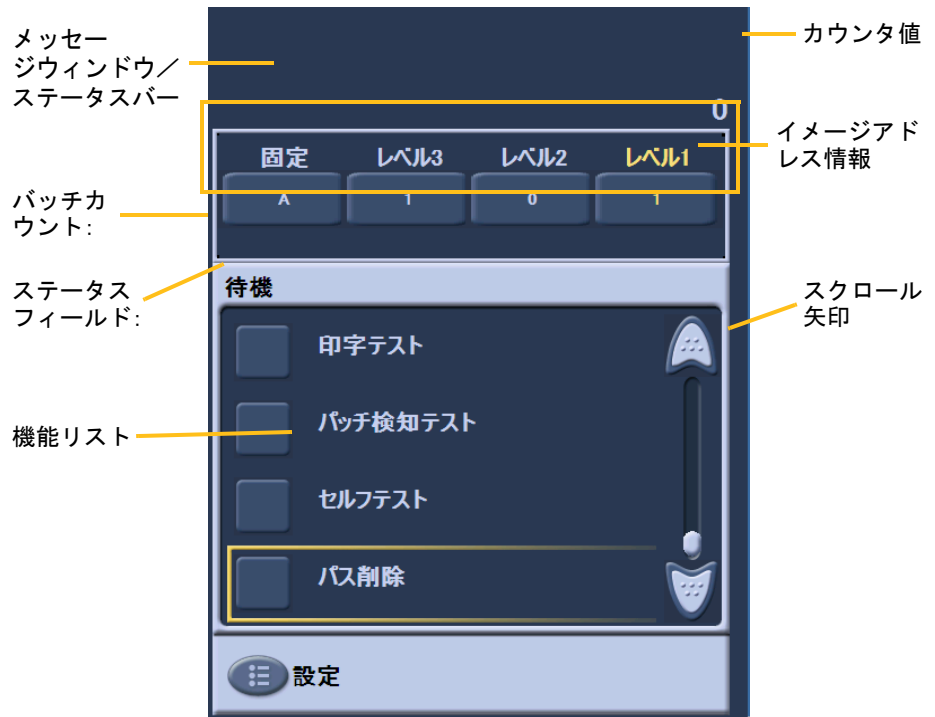 メッセー
ジウィンドウ／
ステータスバー
カウンタ値
0
イメージアド
レス情報
固定 レベル3 レベル2 レベル1
A 1 0 1
バッチカ
ウント：
ステータス
フィールド：
待機
スクロール
矢印
印字テスト
パッチ検知テスト
機能リスト
セルフテスト
パス削除
設定